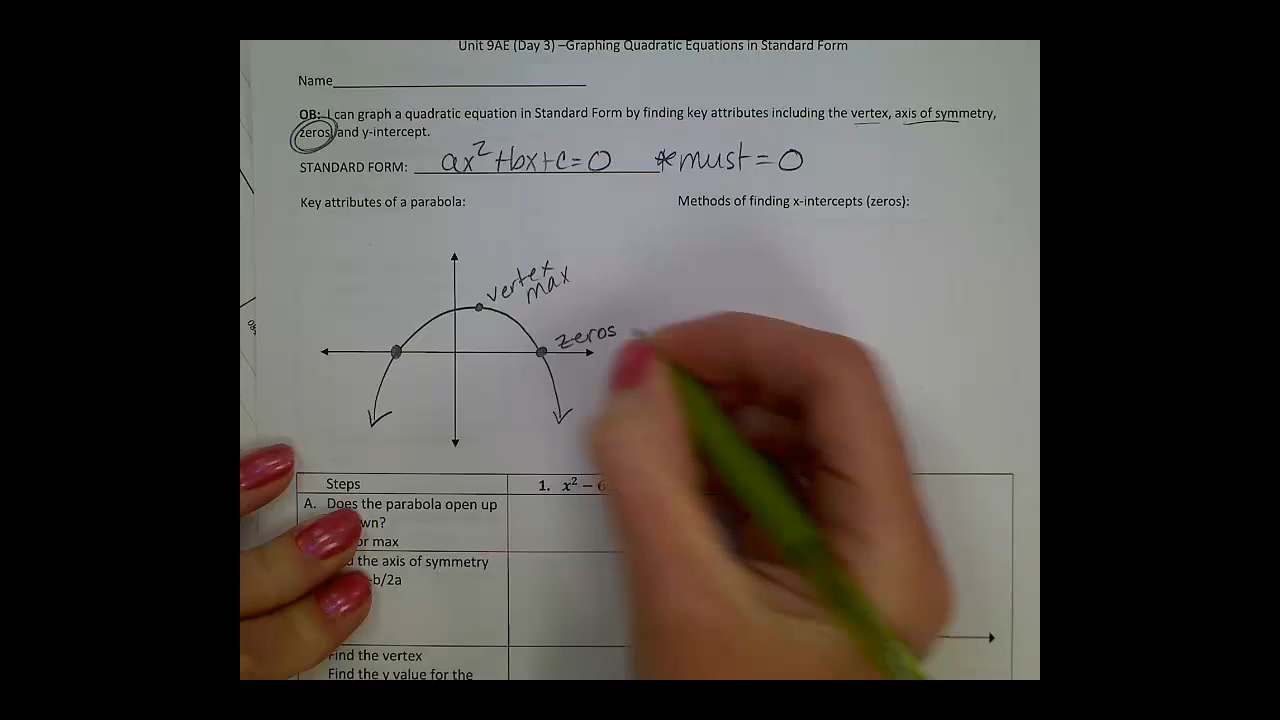 Unit 9AE (Day 3) –Graphing Quadratic Equations in Standard Form
Name
OB: I can graph a quadratic equation in Standard Form by finding key attributes including the vertex, axis of symmetry,
zeros, and y-intercept.
STANDARD FORM: ax²+bx+c=0 *must = 0
Key attributes of a parabola: Methods of finding x-intercepts (zeros):
vertex
max
zeros
Steps 1. x² – 6
A. Does the parabola open up
or max
the axis of symmetry
-b/2a
Find the vertex
Find the y value for the